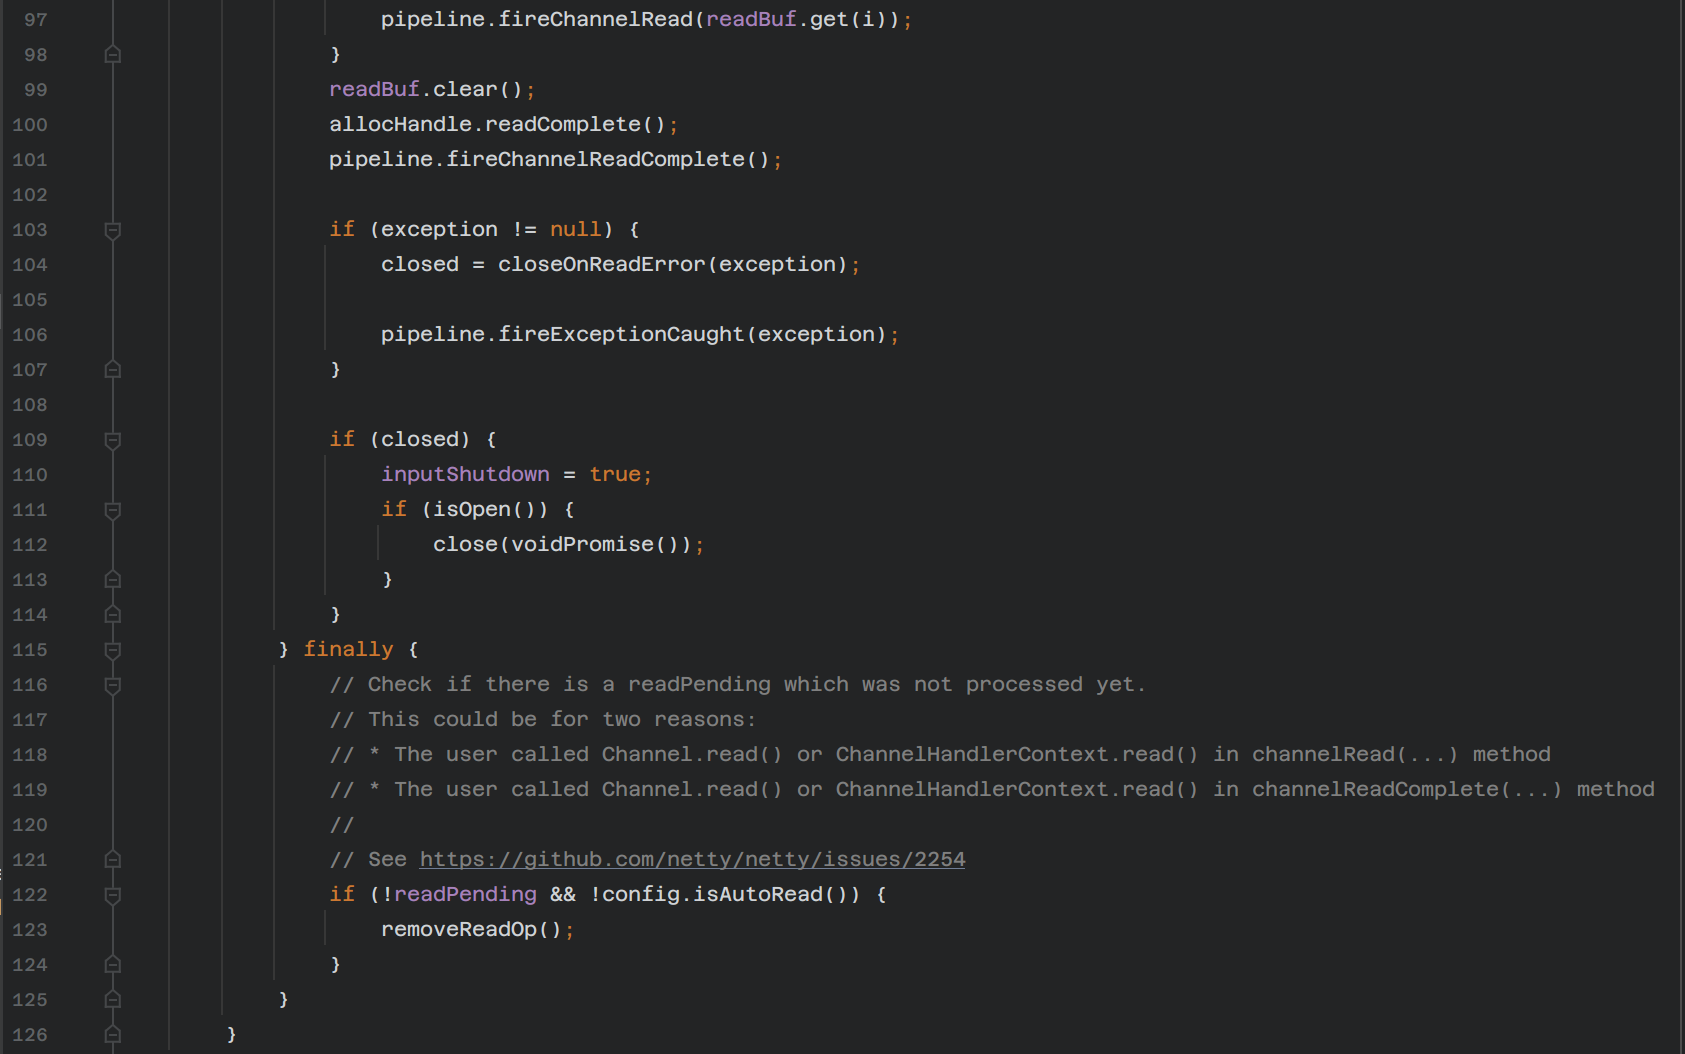 97 pipeline.fireChannelRead(readBuf.get(i));
98 }
99 readBuf.clear();
100 allocHandle.readComplete();
101 pipeline.fireChannelReadComplete();
102
103 if (exception != null) {
104 closed = closeOnReadError(exception);
105
106 pipeline.fireExceptionCaught(exception);
107 }
108
109 if (closed) {
110 inputShutdown = true;
111 if (isOpen()) {
112 close(voidPromise());
113 }
114 }
115 } finally {
116 // Check if there is a readPending which was not processed yet.
117 // This could be for two reasons:
118 // * The user called Channel.read() or ChannelHandlerContext.read() in channelRead(...) method
119 // * The user called Channel.read() or ChannelHandlerContext.read() in channelReadComplete(...) method
120 //
121 // See https://github.com/netty/netty/issues/2254
122 if (!readPending && !config.isAutoRead()) {
123 removeReadOp();
124 }
125 }
126 }